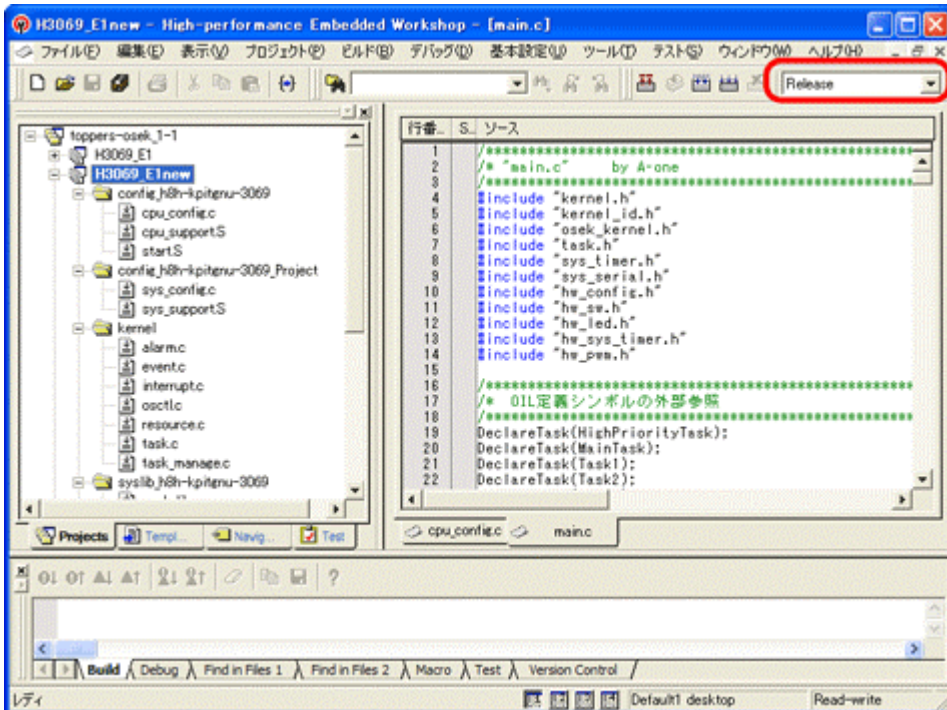 H3069_E1new - High-performance Embedded Workshop - [main.c]
ファイル(F) 編集(E) 表示(V) プロジェクト(P) ビルド(B) デバッグ(D) 基本設定(U) ツール(T) テスト(S) ウィンドウ(W) ヘルプ(H)
Release
toppers-osek_1-1
H3069_E1
H3069_E1new
config_h8h-kpitgnu-3069
cpu_config.c
cpu_support.S
start.S
config_h8h-kpitgnu-3069_Project
sys_config.c
sys_support.S
kernel
alarm.c
event.c
interrupt.c
osctl.c
resource.c
task.c
task_manage.c
syslib_h8h-kpitgnu-3069
Projects Templ... Navig... Test
行番... S... ソース
1 /****************************************************
2 /* "main.c" by A-one
3 /****************************************************
4 #include "kernel.h"
5 #include "kernel_id.h"
6 #include "osek_kernel.h"
7 #include "task.h"
8 #include "sys_timer.h"
9 #include "sys_serial.h"
10 #include "hw_config.h"
11 #include "hw_sw.h"
12 #include "hw_led.h"
13 #include "hw_sys_timer.h"
14 #include "hw_pwm.h"
15
16 /****************************************************
17 /* OIL定義シンボルの外部参照
18 /****************************************************
19 DeclareTask(HighPriorityTask);
20 DeclareTask(MainTask);
21 DeclareTask(Task1);
22 DeclareTask(Task2);
cpu_config.c main.c
Build Debug Find in Files 1 Find in Files 2 Macro Test Version Control
レディ Default1 desktop Read-write